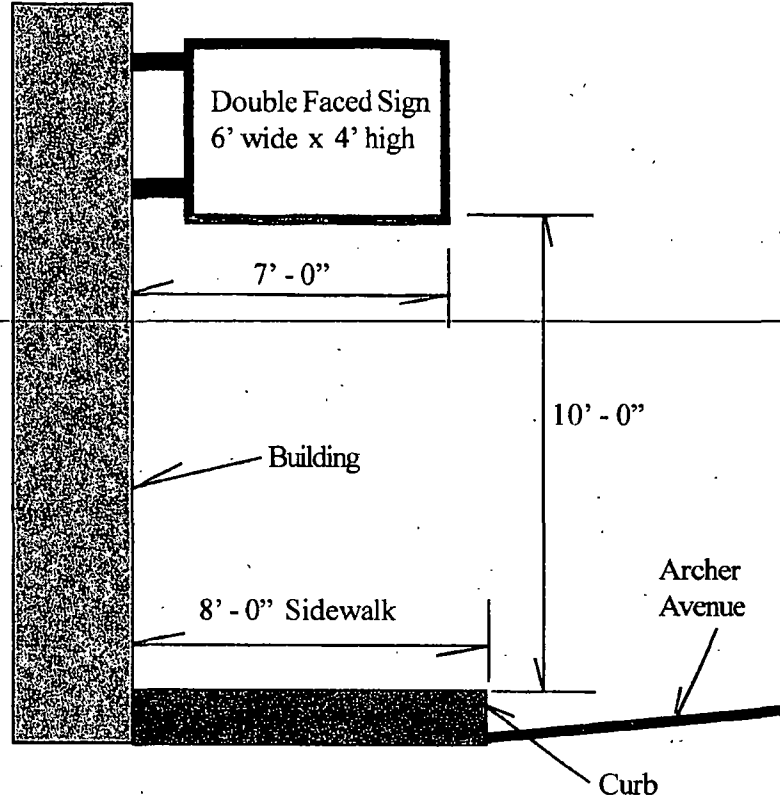 Double Faced Sign
6' wide x 4' high
7' - 0”
10' - 0”
Building
8' - 0” Sidewalk
Archer
Avenue
Curb